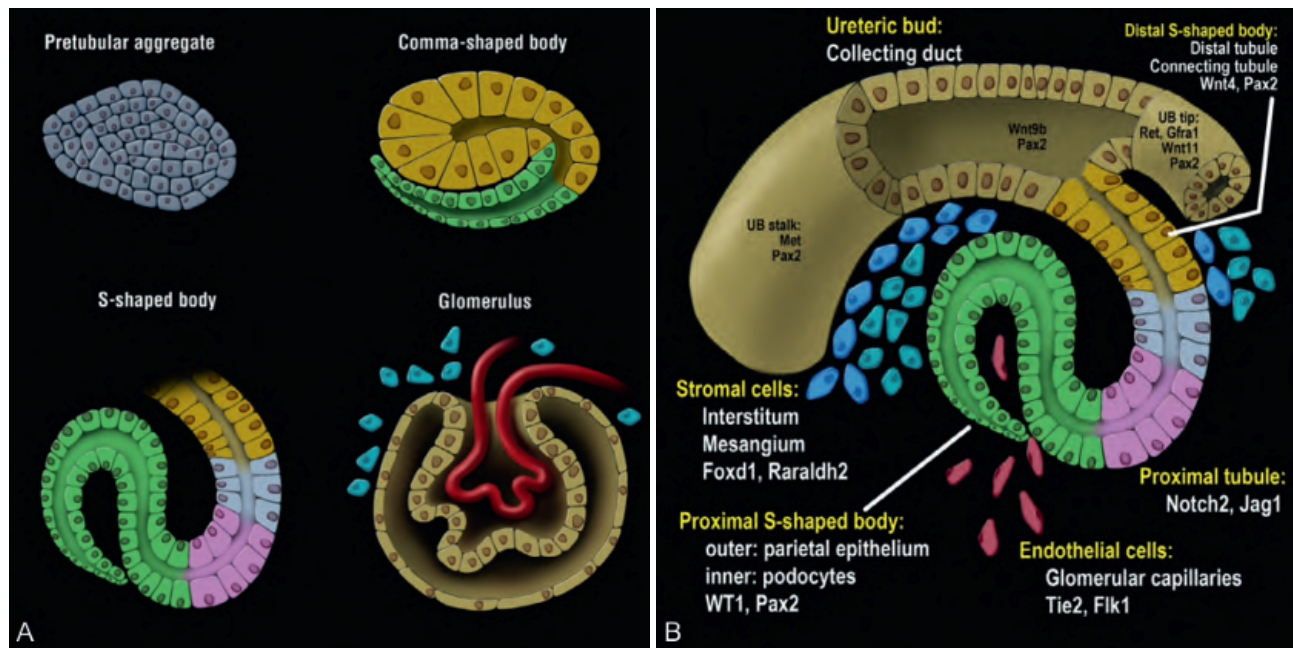 Pretubular aggregate
Comma-shaped body
S-shaped body
Glomerulus
A
Ureteric bud:
Collecting duct
Distal S-shaped body:
Distal tubule
Connecting tubule
Wnt4, Pax2
Wnt9b
Pax2
UB tip:
Ret, Gfra1
Wnt11
Pax2
UB stalk:
Met
Pax2
Stromal cells:
Interstitum
Mesangium
Foxd1, Raraldh2
Proximal tubule:
Notch2, Jag1
Proximal S-shaped body:
outer: parietal epithelium
inner: podocytes
WT1, Pax2
Endothelial cells:
Glomerular capillaries
Tie2, Flk1
B